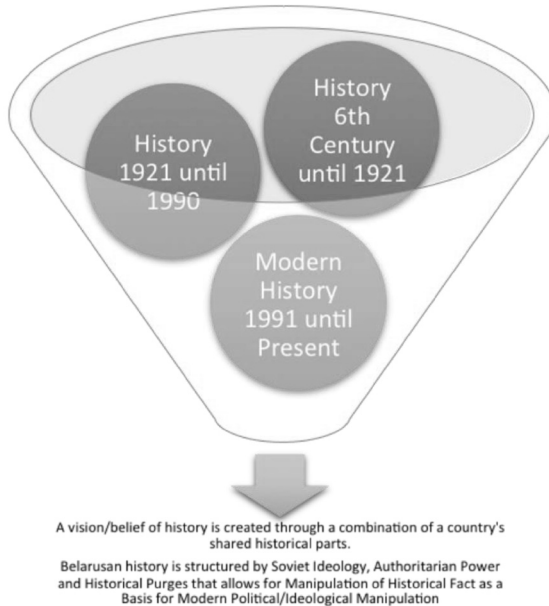 History
6th
Century
until 1921
History
1921 until
1990
Modern
History
1991 until
Present
A vision/belief of history is created through a combination of a country's
shared historical parts.
Belarusan history is structured by Soviet Ideology, Authoritarian Power
and Historical Purges that allows for Manipulation of Historical Fact as a
Basis for Modern Political/Ideological Manipulation